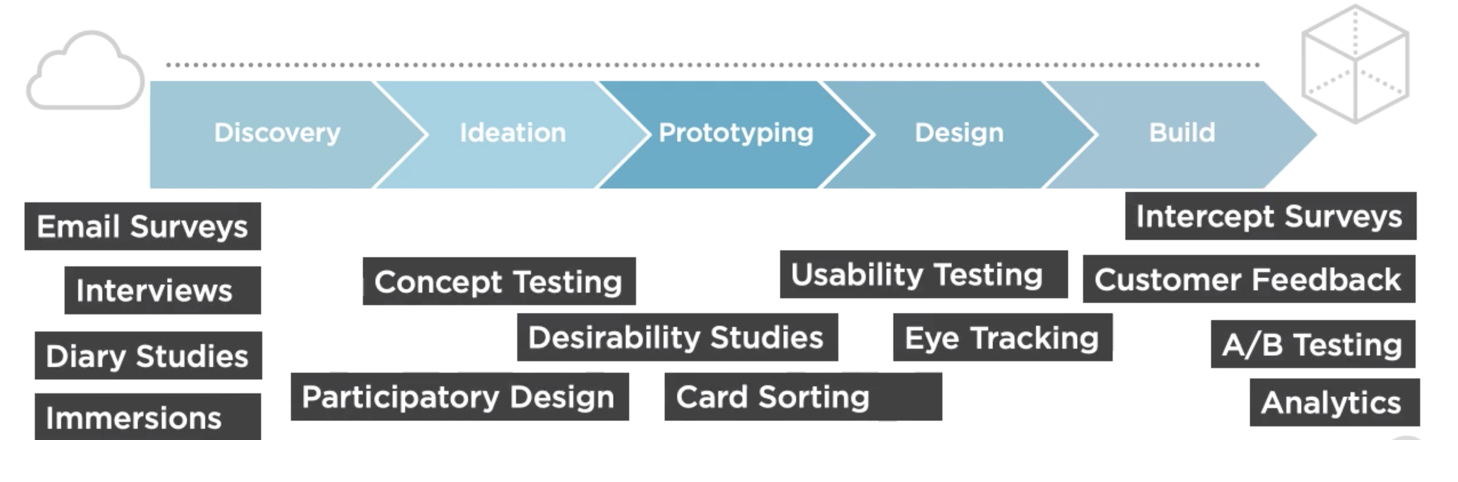 Discovery
Ideation
Prototyping
Design
Build
Email Surveys
Interviews
Diary Studies
Immersions
Concept Testing
Desirability Studies
Participatory Design
Card Sorting
Usability Testing
Eye Tracking
Intercept Surveys
Customer Feedback
A/B Testing
Analytics